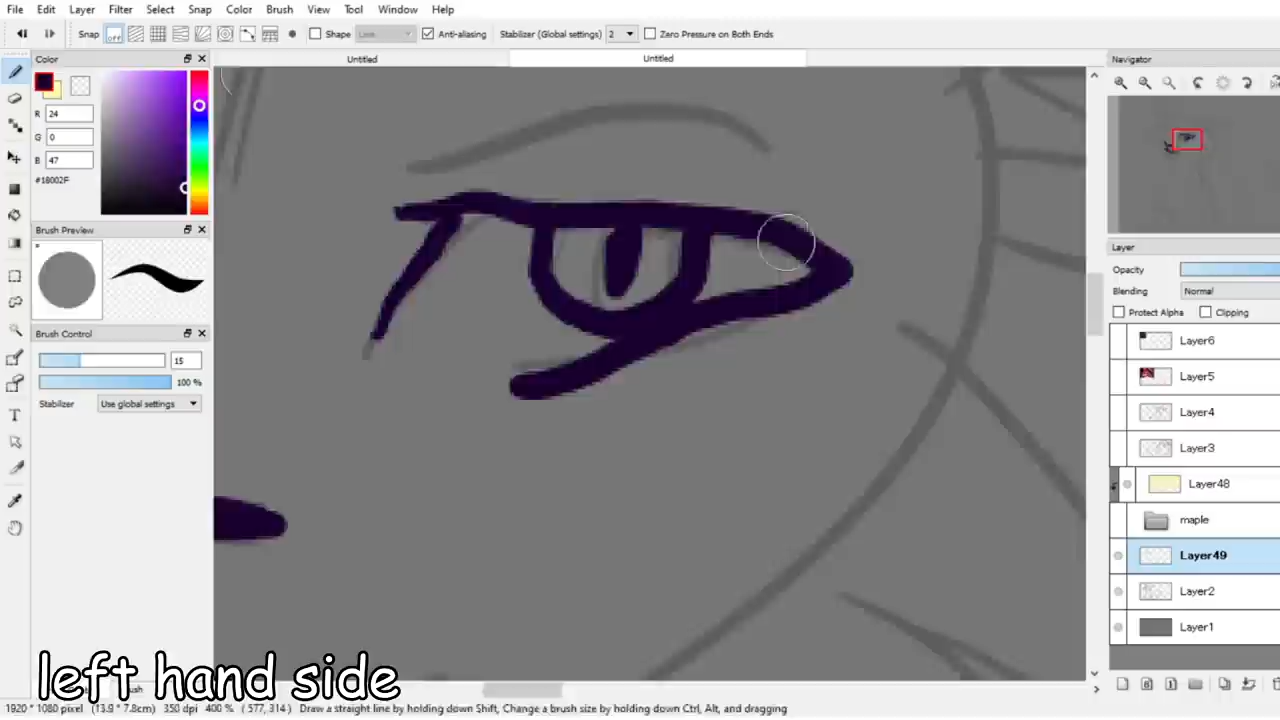 File Edit Layer Filter Select Snap Color Brush View Tool Window Help
Snap OFF Shape Anti-aliasing Stabilizer (Global settings) 2 Zero Pressure on Both Ends
Untitled Untitled
Color
R 24
G 0
B 47
#18002F
Brush Preview
Brush Control
15
100 %
Stabilizer Use global settings
Navigator
Layer
Opacity
Blending Normal
Protect Alpha Clipping
Layer6
Layer5
Layer4
Layer3
Layer48
maple
Layer49
Layer2
Layer1
left hand side
1920 * 1080 pixel (13.9 * 7.8cm) 350 dpi 400 % ( 577, 314 ) Draw a straight line by holding down Shift, Change a brush size by holding down Ctrl, Alt, and dragging